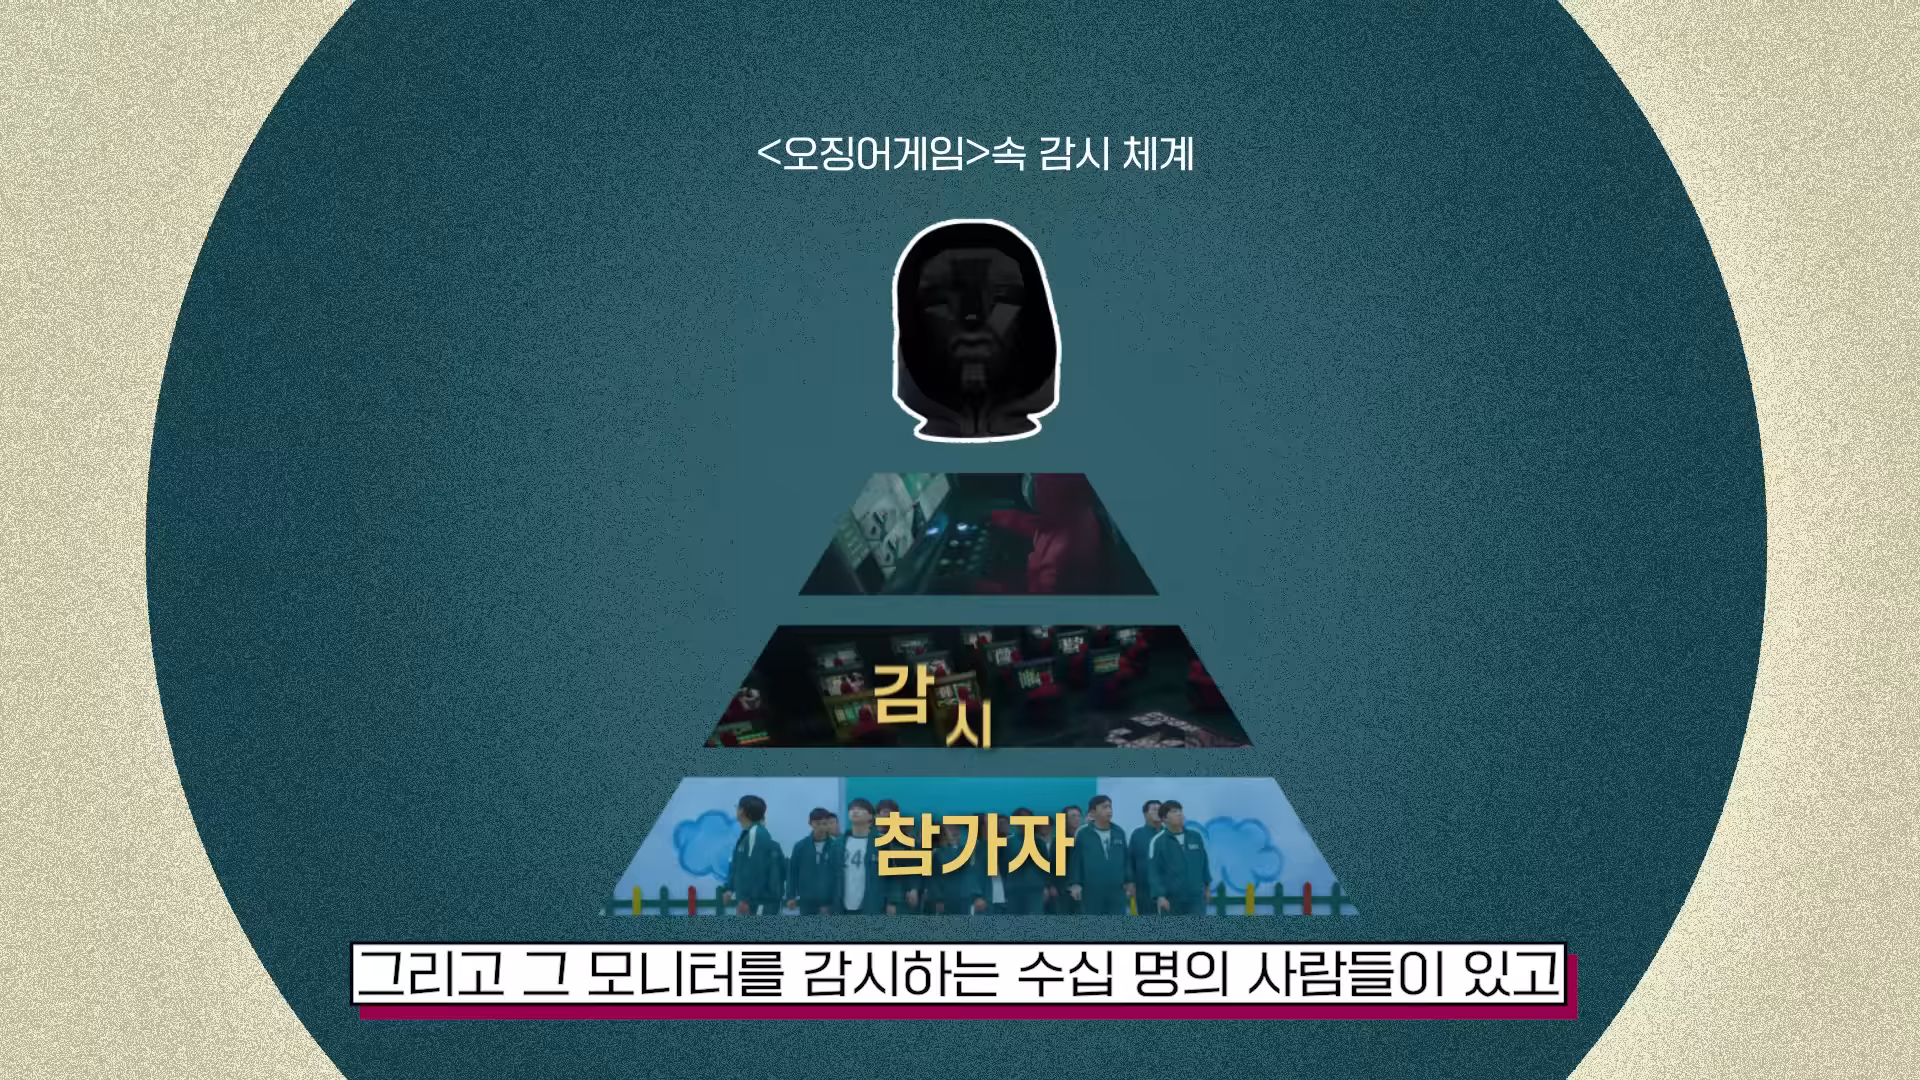 <오징어게임>속 감시 체계
감시
참가자
그리고 그 모니터를 감시하는 수십 명의 사람들이 있고